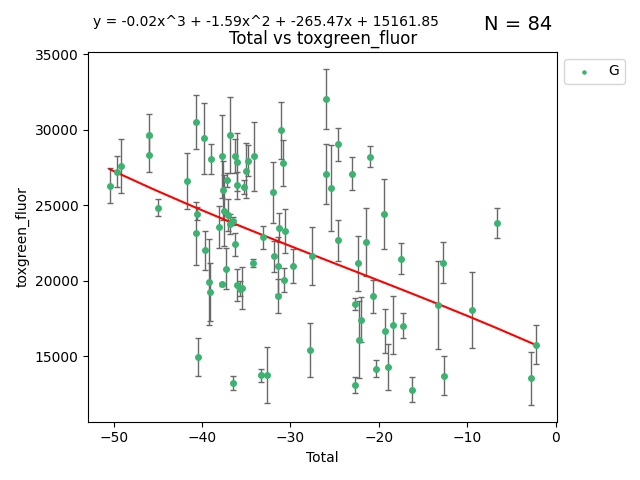 y = -0.02x^3 + -1.59x^2 + -265.47x + 15161.85
N = 84
Total vs toxgreen_fluor
35000
30000
25000
20000
15000
toxgreen_fluor
−50 −40 −30 −20 −10 0
Total
G